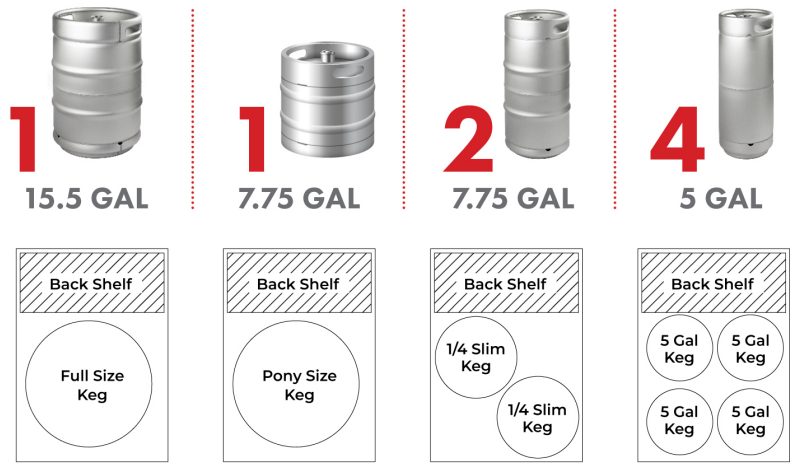 1
15.5 GAL
1
7.75 GAL
2
7.75 GAL
4
5 GAL
Back Shelf
Full Size
Keg
Back Shelf
Pony Size
Keg
Back Shelf
1/4 Slim
Keg
1/4 Slim
Keg
Back Shelf
5 Gal
Keg
5 Gal
Keg
5 Gal
Keg
5 Gal
Keg